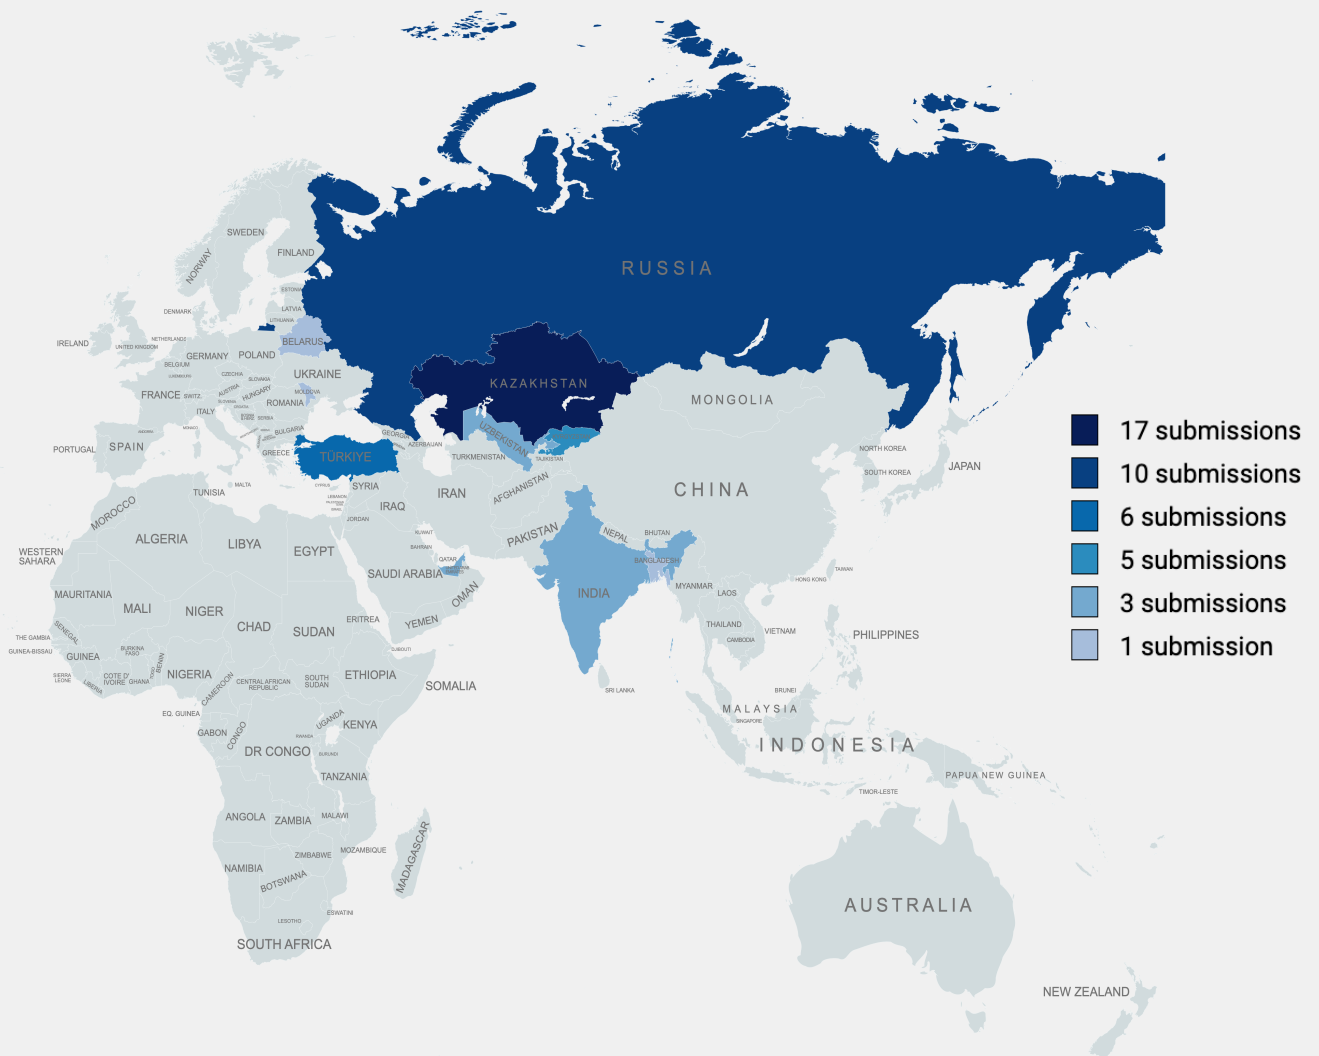 RUSSIA
SWEDEN
FINLAND
NORWAY
ESTONIA
LATVIA
LITHUANIA
DENMARK
IRELAND
UNITED KINGDOM
NETHERLANDS
BELARUS
GERMANY
POLAND
BELGIUM
LUXEMBOURG
CZECHIA
SLOVAKIA
UKRAINE
KAZAKHSTAN
FRANCE
SWITZ.
AUSTRIA
HUNGARY
MOLDOVA
SLOVENIA
CROATIA
ROMANIA
MONGOLIA
ITALY
SERBIA
ANDORRA
MONACO
BULGARIA
GEORGIA
AZERBAIJAN
UZBEKISTAN
PORTUGAL
SPAIN
GREECE
TÜRKIYE
TURKMENISTAN
TAJIKISTAN
NORTH KOREA
SOUTH KOREA
JAPAN
17 submissions
10 submissions
6 submissions
5 submissions
3 submissions
1 submission
TUNISIA
MALTA
CYPRUS
SYRIA
LEBANON
ISRAEL
IRAQ
IRAN
AFGHANISTAN
CHINA
MOROCCO
JORDAN
ALGERIA
LIBYA
EGYPT
KUWAIT
BAHRAIN
QATAR
PAKISTAN
NEPAL
BHUTAN
BANGLADESH
WESTERN
SAHARA
SAUDI ARABIA
OMAN
INDIA
MYANMAR
LAOS
HONG KONG
TAIWAN
MAURITANIA
MALI
NIGER
CHAD
SUDAN
ERITREA
YEMEN
THAILAND
VIETNAM
CAMBODIA
PHILIPPINES
SENEGAL
THE GAMBIA
GUINEA-BISSAU
GUINEA
BURKINA
FASO
BENIN
TOGO
DJIBOUTI
SIERRA
LEONE
LIBERIA
COTE D'
IVOIRE
GHANA
NIGERIA
CAMEROON
CENTRAL AFRICAN
REPUBLIC
SOUTH
SUDAN
ETHIOPIA
SOMALIA
SRI LANKA
BRUNEI
MALAYSIA
SINGAPORE
EQ. GUINEA
GABON
CONGO
UGANDA
KENYA
RWANDA
BURUNDI
DR CONGO
INDONESIA
TANZANIA
PAPUA NEW GUINEA
TIMOR-LESTE
ANGOLA
ZAMBIA
MALAWI
MOZAMBIQUE
ZIMBABWE
MADAGASCAR
NAMIBIA
BOTSWANA
ESWATINI
LESOTHO
SOUTH AFRICA
AUSTRALIA
NEW ZEALAND